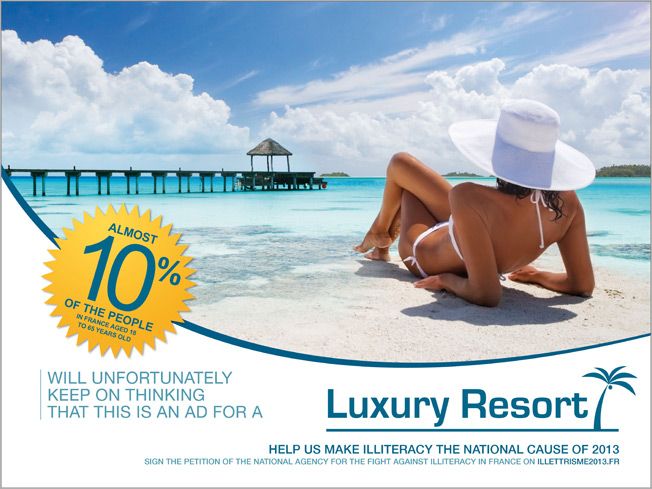 ALMOST
10%
OF THE PEOPLE
IN FRANCE AGED 18
TO 65 YEARS OLD
WILL UNFORTUNATELY
KEEP ON THINKING
THAT THIS IS AN AD FOR A
Luxury Resort
HELP US MAKE ILLITERACY THE NATIONAL CAUSE OF 2013
SIGN THE PETITION OF THE NATIONAL AGENCY FOR THE FIGHT AGAINST ILLITERACY IN FRANCE ON ILLETTRISME2013.FR